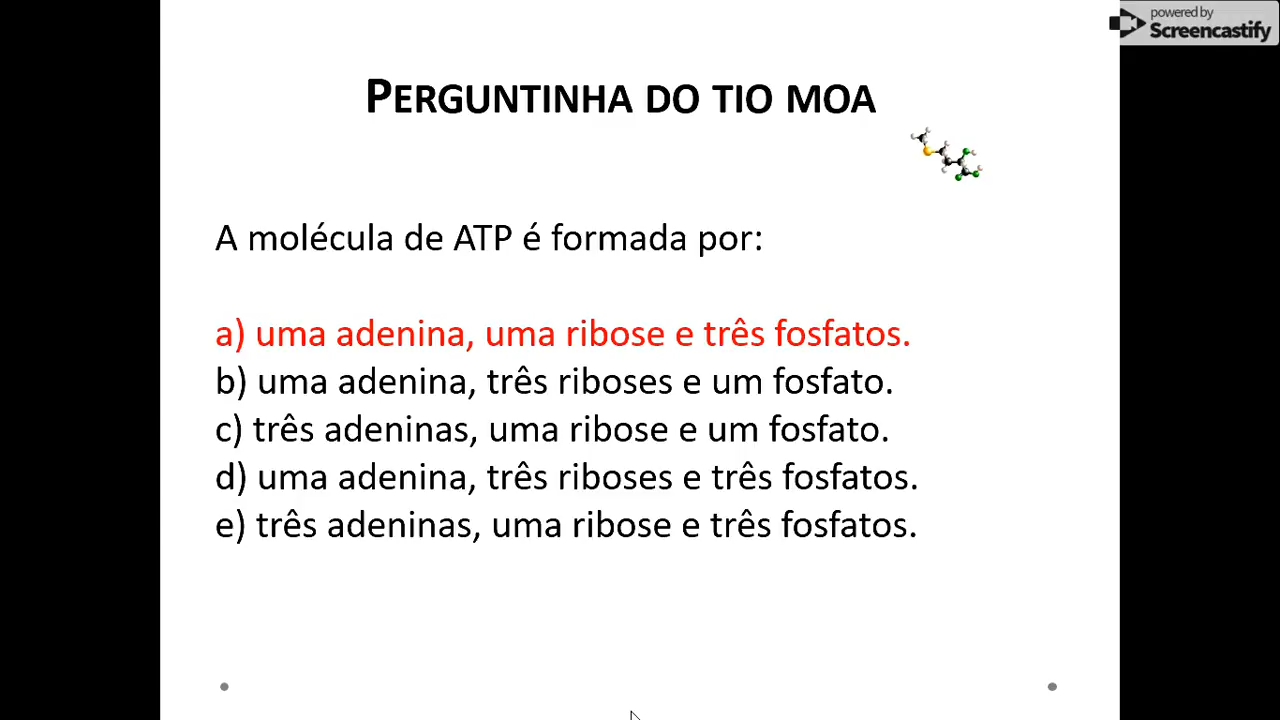 powered by
Screencastify
PERGUNTINHA DO TIO MOA
A molécula de ATP é formada por:
a) uma adenina, uma ribose e três fosfatos.
b) uma adenina, três riboses e um fosfato.
c) três adeninas, uma ribose e um fosfato.
d) uma adenina, três riboses e três fosfatos.
e) três adeninas, uma ribose e três fosfatos.